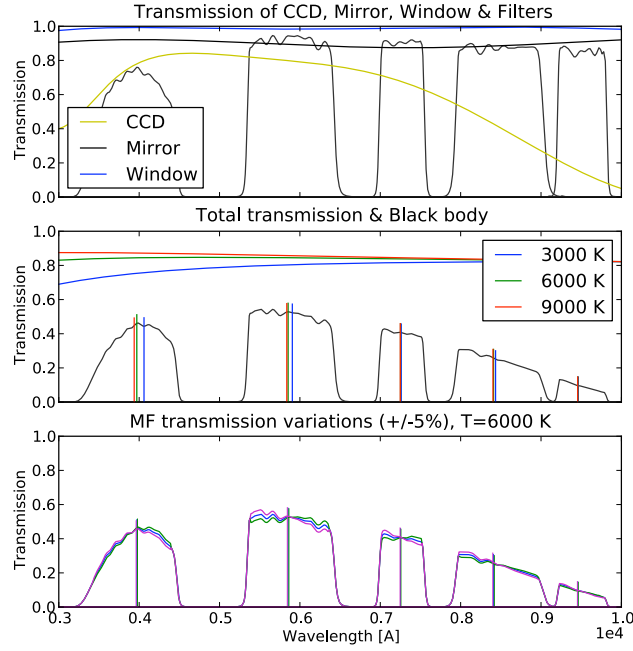 Transmission of CCD, Mirror, Window & Filters
1.0
0.8
0.6
0.4
0.2
0.0
Transmission
CCD
Mirror
Window
Total transmission & Black body
1.0
0.8
0.6
0.4
0.2
0.0
Transmission
3000 K
6000 K
9000 K
MF transmission variations (+/-5%), T=6000 K
1.0
0.8
0.6
0.4
0.2
0.0
Transmission
0.3 0.4 0.5 0.6 0.7 0.8 0.9 1.0
Wavelength [A]
1e4